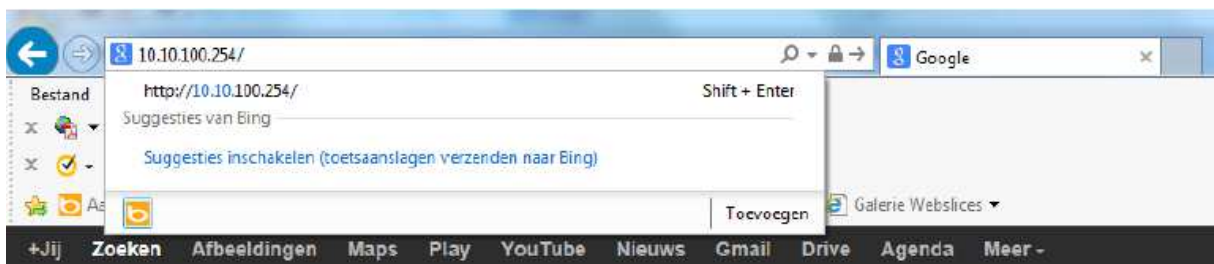 10.10.100.254/
Google
Bestand
http://10.10.100.254/ Shift + Enter
Suggesties van Bing
Suggesties inschakelen (toetsaanslagen verzenden naar Bing)
Toevoegen
Galerie Webslices
+Jij Zoeken Afbeeldingen Maps Play YouTube Nieuws Gmail Drive Agenda Meer